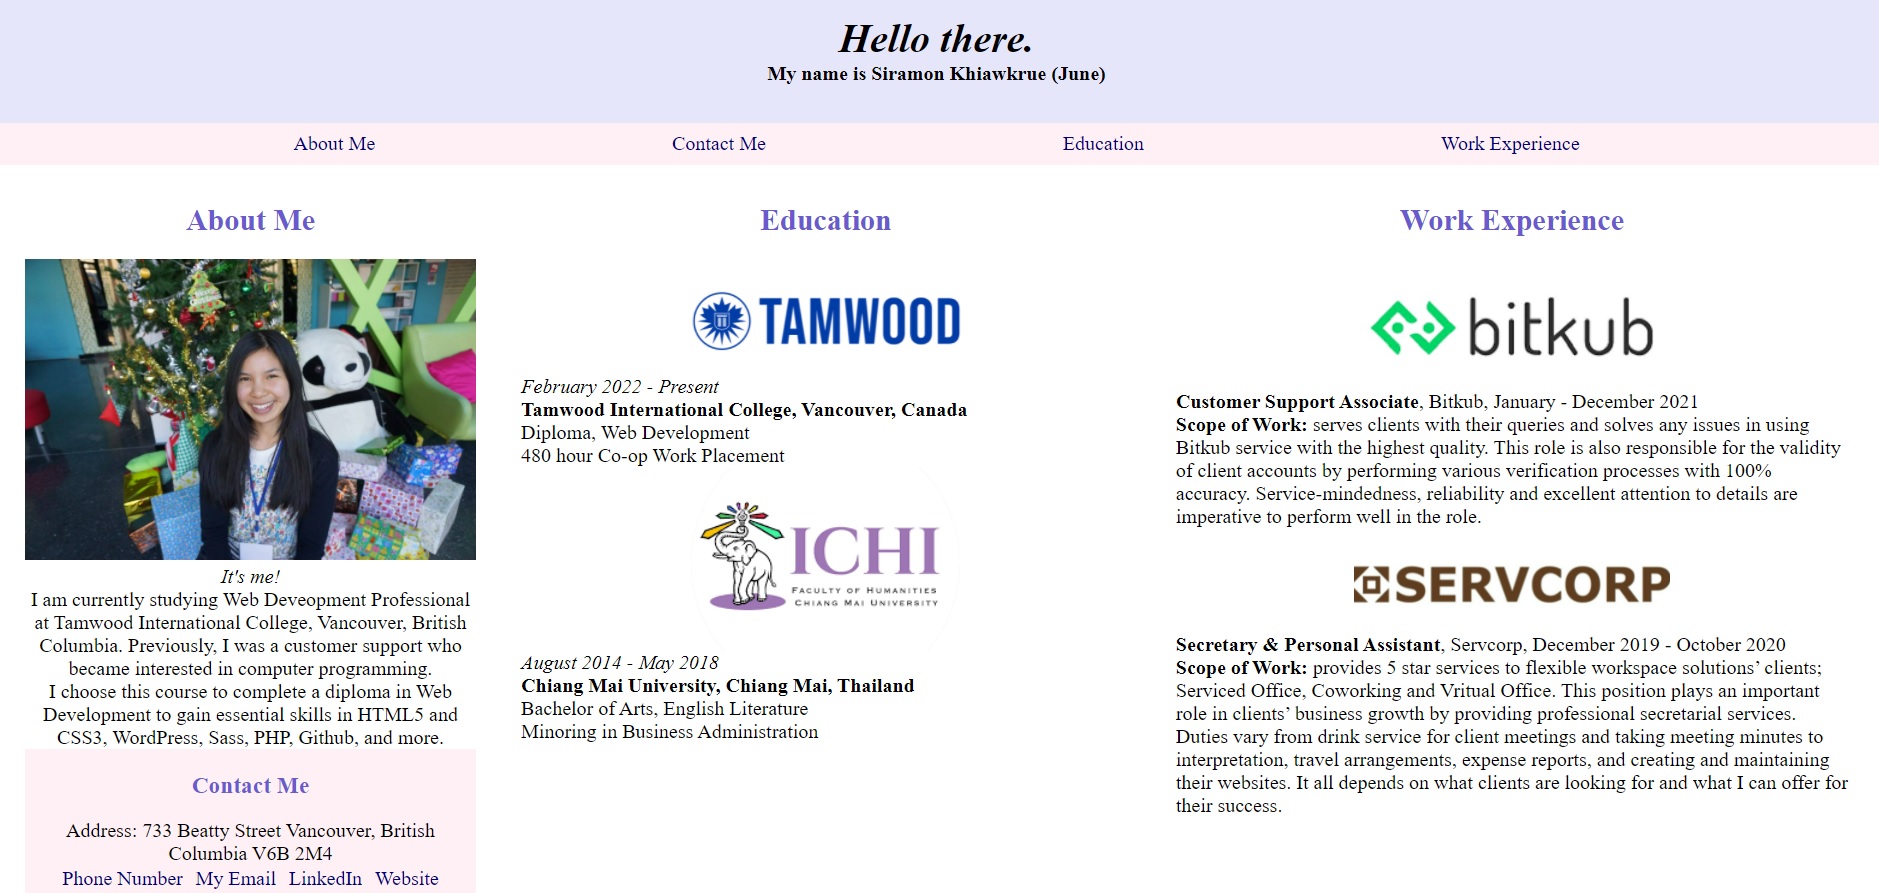 Hello there.
My name is Siramon Khiawkrue (June)
About Me
Contact Me
Education
Work Experience
About Me
It's me!
I am currently studying Web Deveopment Professional
at Tamwood International College, Vancouver, British
Columbia. Previously, I was a customer support who
became interested in computer programming.
I choose this course to complete a diploma in Web
Development to gain essential skills in HTML5 and
CSS3, WordPress, Sass, PHP, Github, and more.
Contact Me
Address: 733 Beatty Street Vancouver, British
Columbia V6B 2M4
Phone Number My Email LinkedIn Website
Education
TAMWOOD
February 2022 - Present
Tamwood International College, Vancouver, Canada
Diploma, Web Development
480 hour Co-op Work Placement
ICHI
FACULTY OF HUMANITIES
CHIANG MAI UNIVERSITY
August 2014 - May 2018
Chiang Mai University, Chiang Mai, Thailand
Bachelor of Arts, English Literature
Minoring in Business Administration
Work Experience
bitkub
Customer Support Associate, Bitkub, January - December 2021
Scope of Work: serves clients with their queries and solves any issues in using
Bitkub service with the highest quality. This role is also responsible for the validity
of client accounts by performing various verification processes with 100%
accuracy. Service-mindedness, reliability and excellent attention to details are
imperative to perform well in the role.
SERVCORP
Secretary & Personal Assistant, Servcorp, December 2019 - October 2020
Scope of Work: provides 5 star services to flexible workspace solutions’ clients;
Serviced Office, Coworking and Vritual Office. This position plays an important
role in clients’ business growth by providing professional secretarial services.
Duties vary from drink service for client meetings and taking meeting minutes to
interpretation, travel arrangements, expense reports, and creating and maintaining
their websites. It all depends on what clients are looking for and what I can offer for
their success.